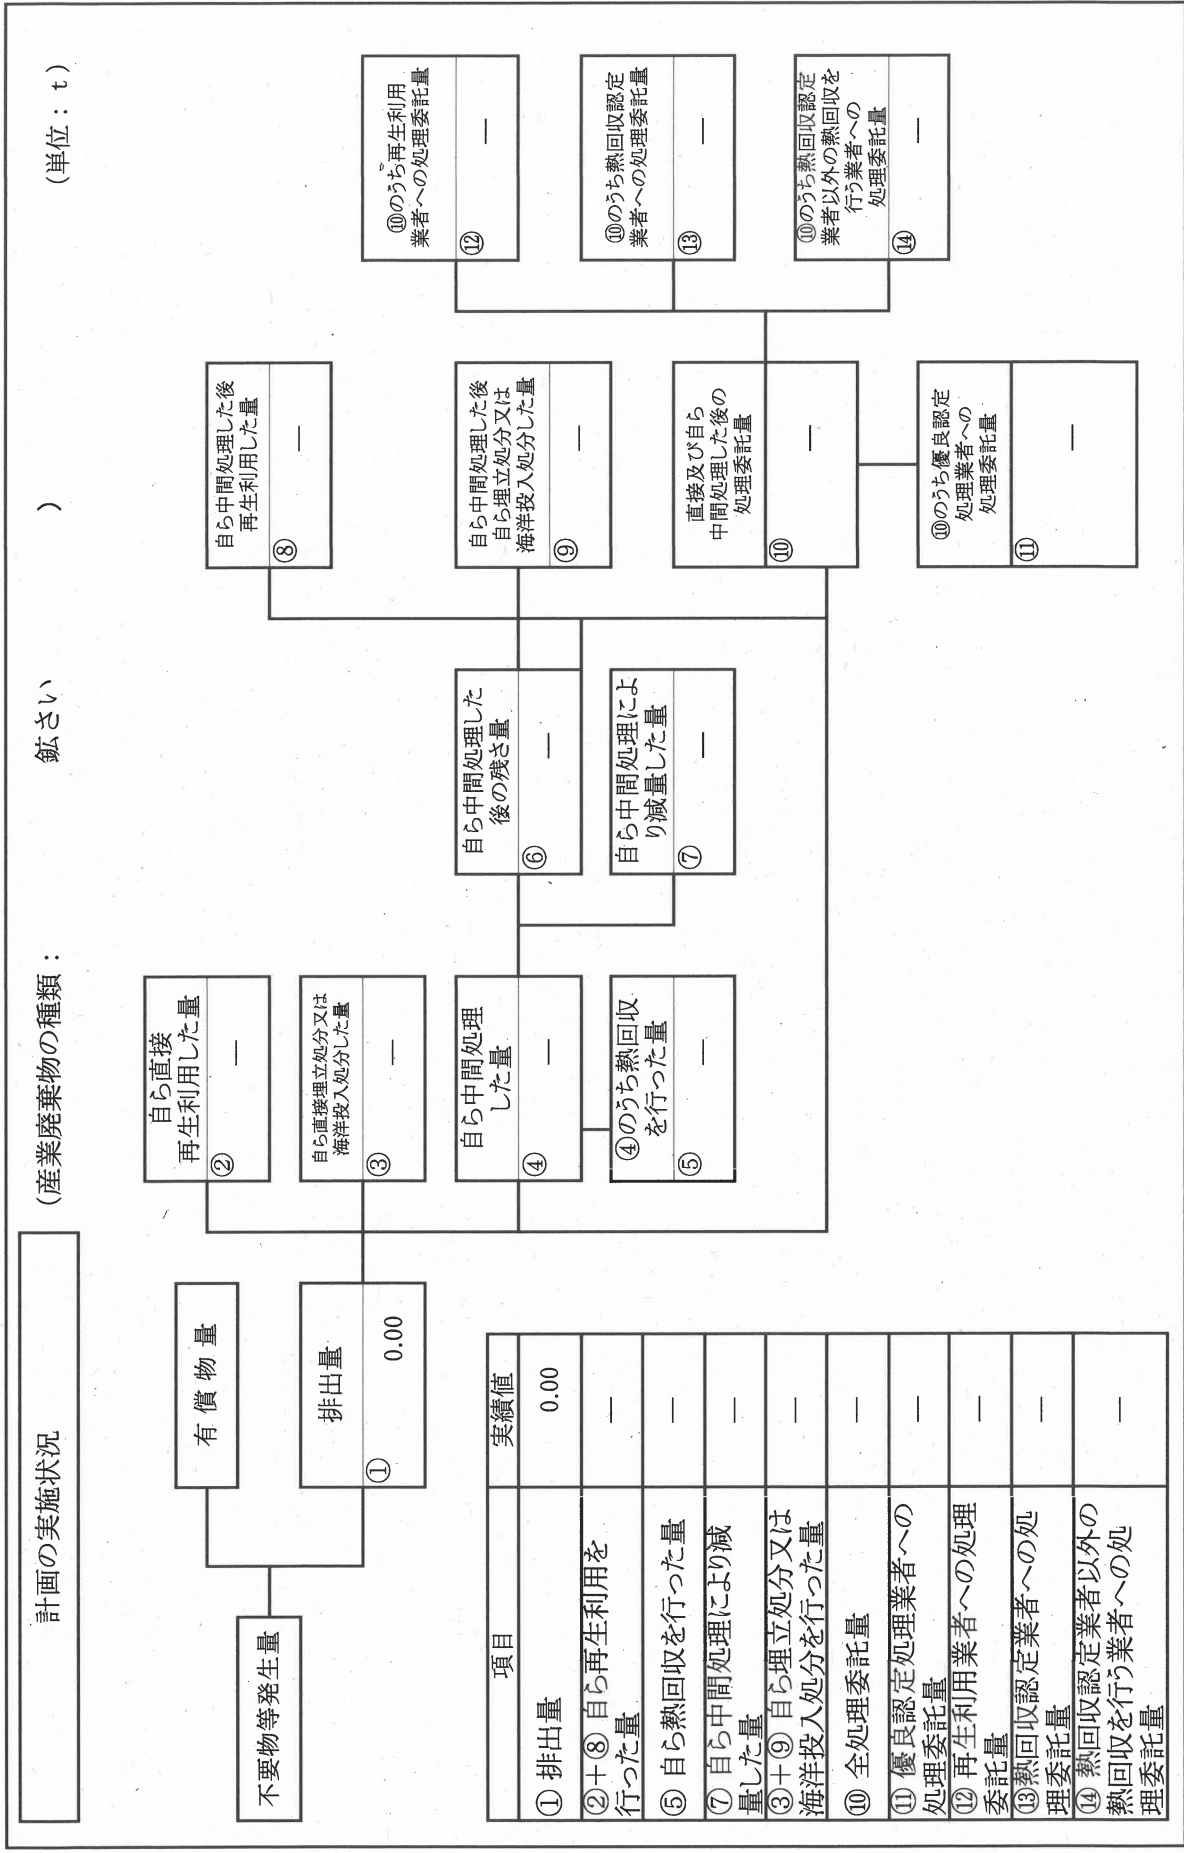 計画の実施状況
(産業廃棄物の種類： 鉱さい )
(単位：ｔ)
不要物等発生量
有 償 物 量
排出量
① 0.00
自ら直接
再生利用した量
② ―
自ら直接埋立処分又は
海洋投入処分した量
③ ―
自ら中間処理
した量
④ ―
④のうち熱回収
を行った量
⑤ ―
自ら中間処理した
後の残さ量
⑥ ―
自ら中間処理によ
り減量した量
⑦ ―
自ら中間処理した後
再生利用した量
⑧ ―
自ら中間処理した後
自ら埋立処分又は
海洋投入処分した量
⑨ ―
直接及び自ら
中間処理した後の
処理委託量
⑩ ―
⑩のうち優良認定
処理業者への
処理委託量
⑪ ―
⑩のうち再生利用
業者への処理委託量
⑫ ―
⑩のうち熱回収認定
業者への処理委託量
⑬ ―
⑩のうち熱回収認定
業者以外の熱回収を
行う業者への
処理委託量
⑭ ―
項目 実績値
① 排出量 0.00
②＋⑧ 自ら再生利用を
行った量 ―
⑤ 自ら熱回収を行った量 ―
⑦ 自ら中間処理により減
量した量 ―
③＋⑨ 自ら埋立処分又は
海洋投入処分を行った量 ―
⑩ 全処理委託量 ―
⑪ 優良認定処理業者への
処理委託量 ―
⑫ 再生利用業者への処理
委託量 ―
⑬熱回収認定業者への処
理委託量 ―
⑭ 熱回収認定業者以外の
熱回収を行う業者への処
理委託量 ―